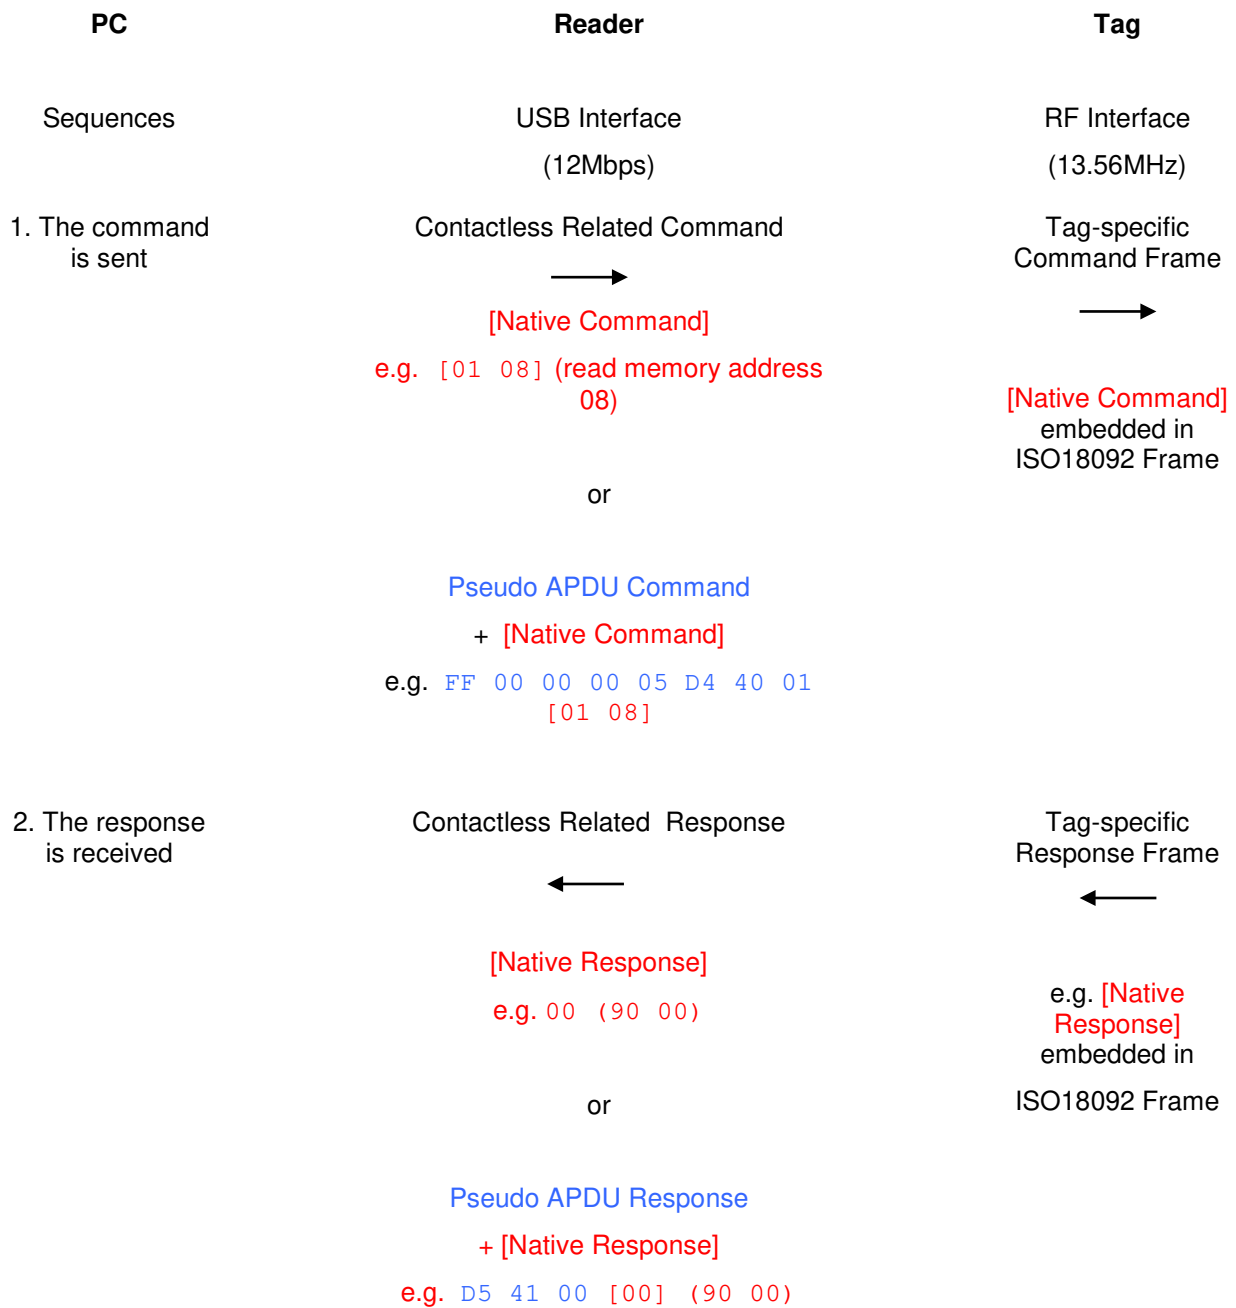 PC Reader Tag
Sequences USB Interface RF Interface
(12Mbps) (13.56MHz)
1. The command Contactless Related Command Tag-specific
is sent Command Frame
[Native Command]
e.g. [01 08] (read memory address
08)
[Native Command]
embedded in
ISO18092 Frame
or
Pseudo APDU Command
+ [Native Command]
e.g. FF 00 00 00 05 D4 40 01
[01 08]
2. The response Contactless Related Response Tag-specific
is received Response Frame
[Native Response]
e.g. 00 (90 00)
e.g. [Native
Response]
embedded in
ISO18092 Frame
or
Pseudo APDU Response
+ [Native Response]
e.g. D5 41 00 [00] (90 00)